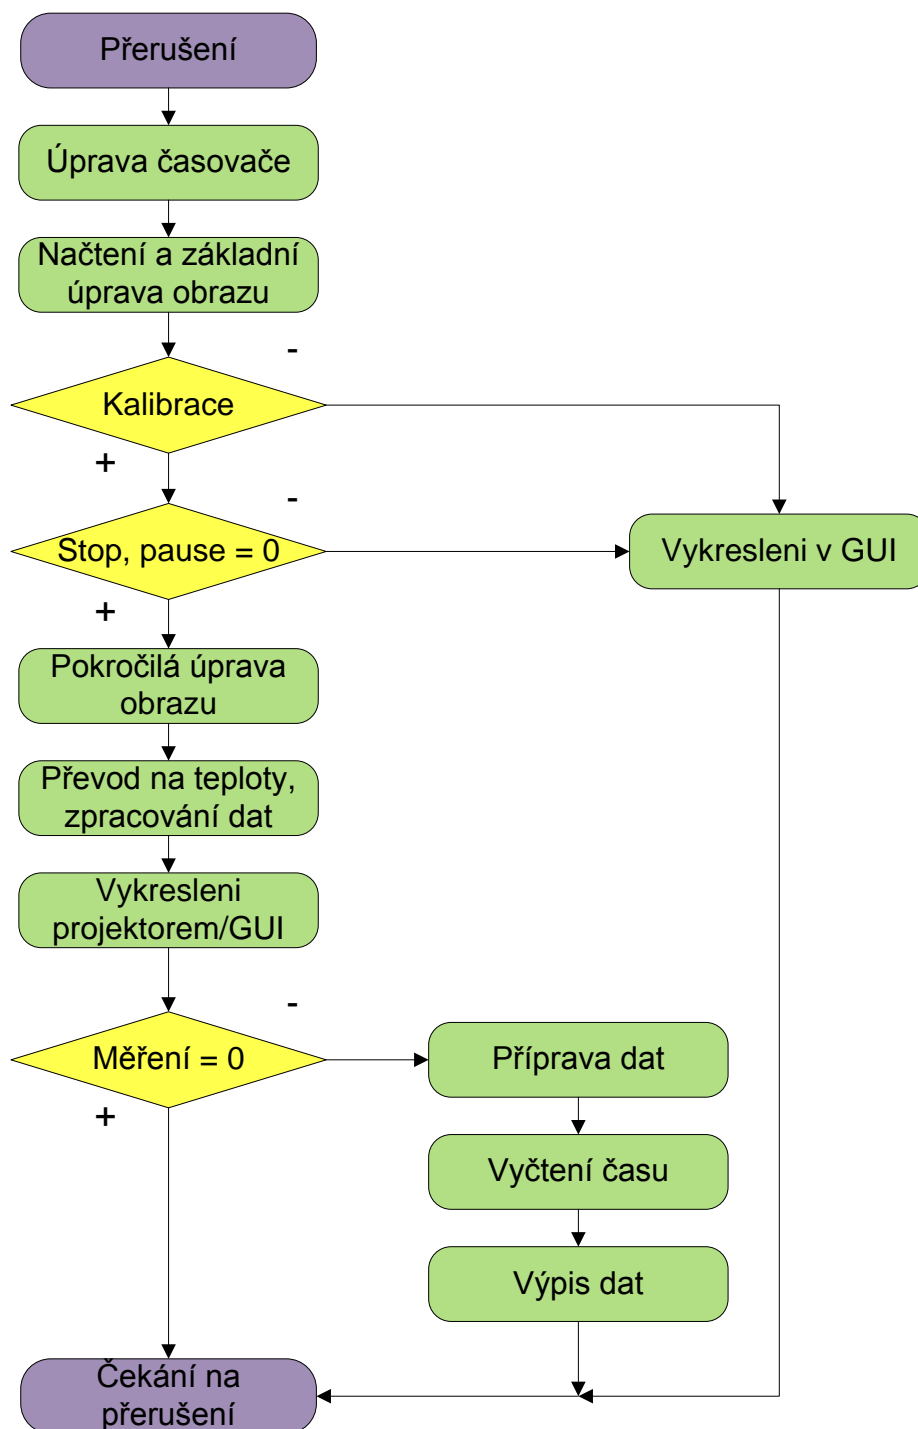 Přerušení
Úprava časovače
Načtení a základní
úprava obrazu
-
Kalibrace
+
-
Stop, pause = 0
Vykresleni v GUI
+
Pokročilá úprava
obrazu
Převod na teploty,
zpracování dat
Vykresleni
projektorem/GUI
-
Měření = 0
Příprava dat
+
Vyčtení času
Výpis dat
Čekání na
přerušení